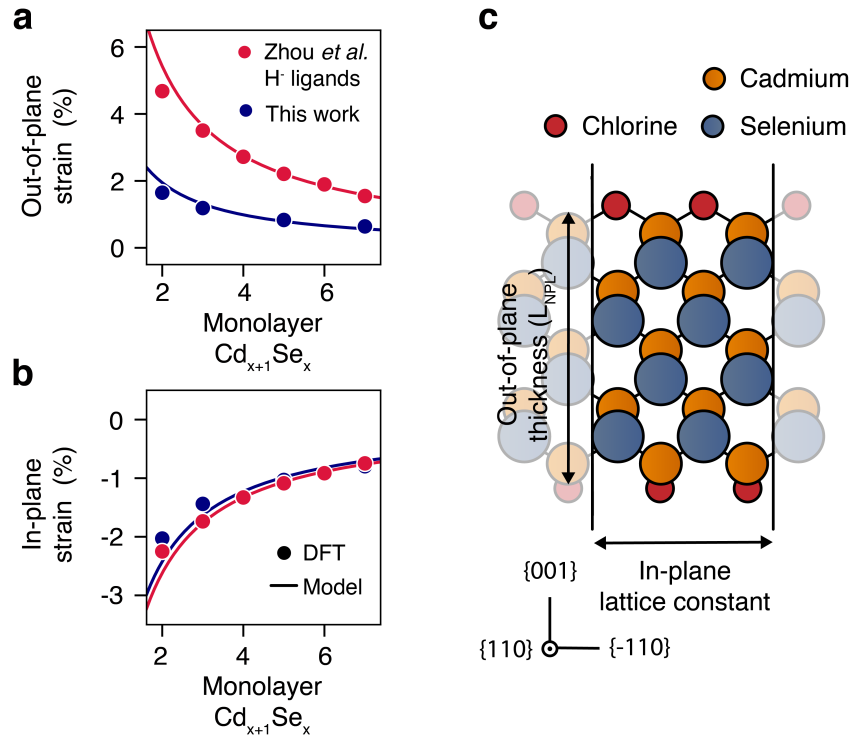 a
Out-of-plane
strain (%)
6
4
2
0
Zhou et al.
H- ligands
This work
2
4
6
Monolayer
Cdx+1Sex
b
In-plane
strain (%)
0
-1
-2
-3
DFT
Model
2
4
6
Monolayer
Cdx+1Sex
c
Cadmium
Chlorine
Selenium
Out-of-plane
thickness (LNPL)
In-plane
lattice constant
{001}
{110}
{-110}